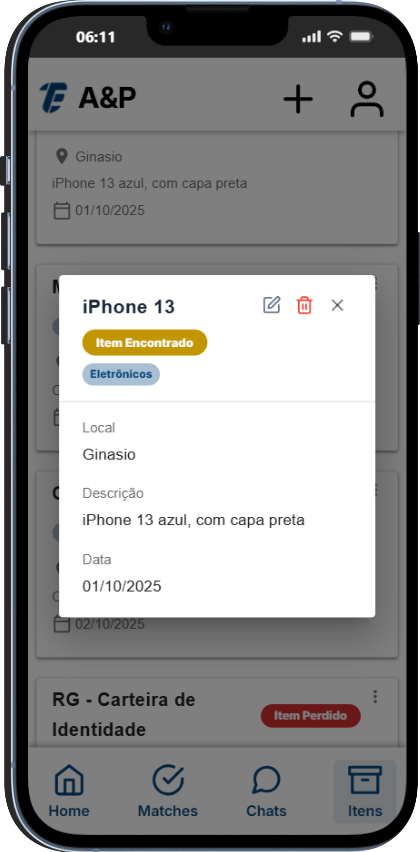 06:11
A&P
Ginasio
iPhone 13 azul, com capa preta
01/10/2025
iPhone 13
Item Encontrado
Eletrônicos
Local
Ginasio
Descrição
iPhone 13 azul, com capa preta
Data
01/10/2025
02/10/2025
RG - Carteira de
Identidade
Item Perdido
Home
Matches
Chats
Itens